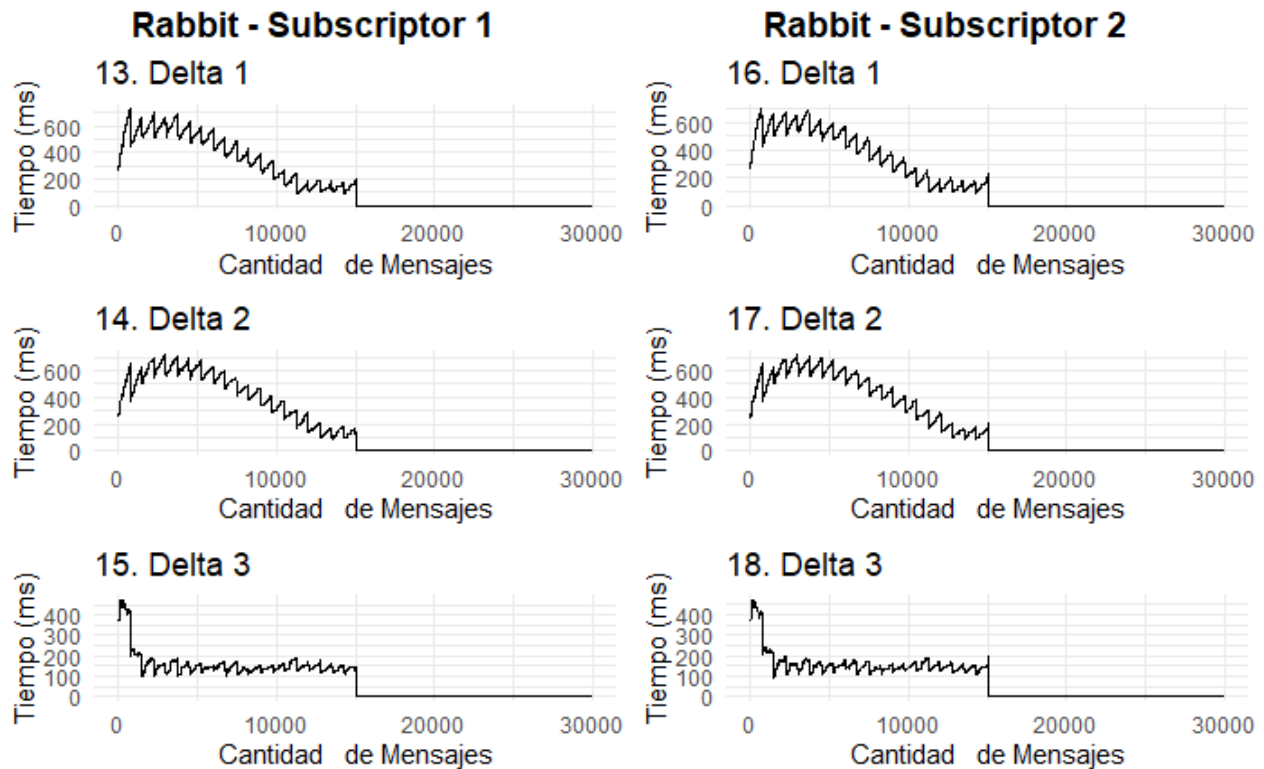 Rabbit - Subscriptor 1
13. Delta 1
Tiempo (ms)
600
400
200
0
0 10000 20000 30000
Cantidad de Mensajes
14. Delta 2
Tiempo (ms)
600
400
200
0
0 10000 20000 30000
Cantidad de Mensajes
15. Delta 3
Tiempo (ms)
400
300
200
100
0
0 10000 20000 30000
Cantidad de Mensajes
Rabbit - Subscriptor 2
16. Delta 1
Tiempo (ms)
600
400
200
0
0 10000 20000 30000
Cantidad de Mensajes
17. Delta 2
Tiempo (ms)
600
400
200
0
0 10000 20000 30000
Cantidad de Mensajes
18. Delta 3
Tiempo (ms)
400
300
200
100
0
0 10000 20000 30000
Cantidad de Mensajes